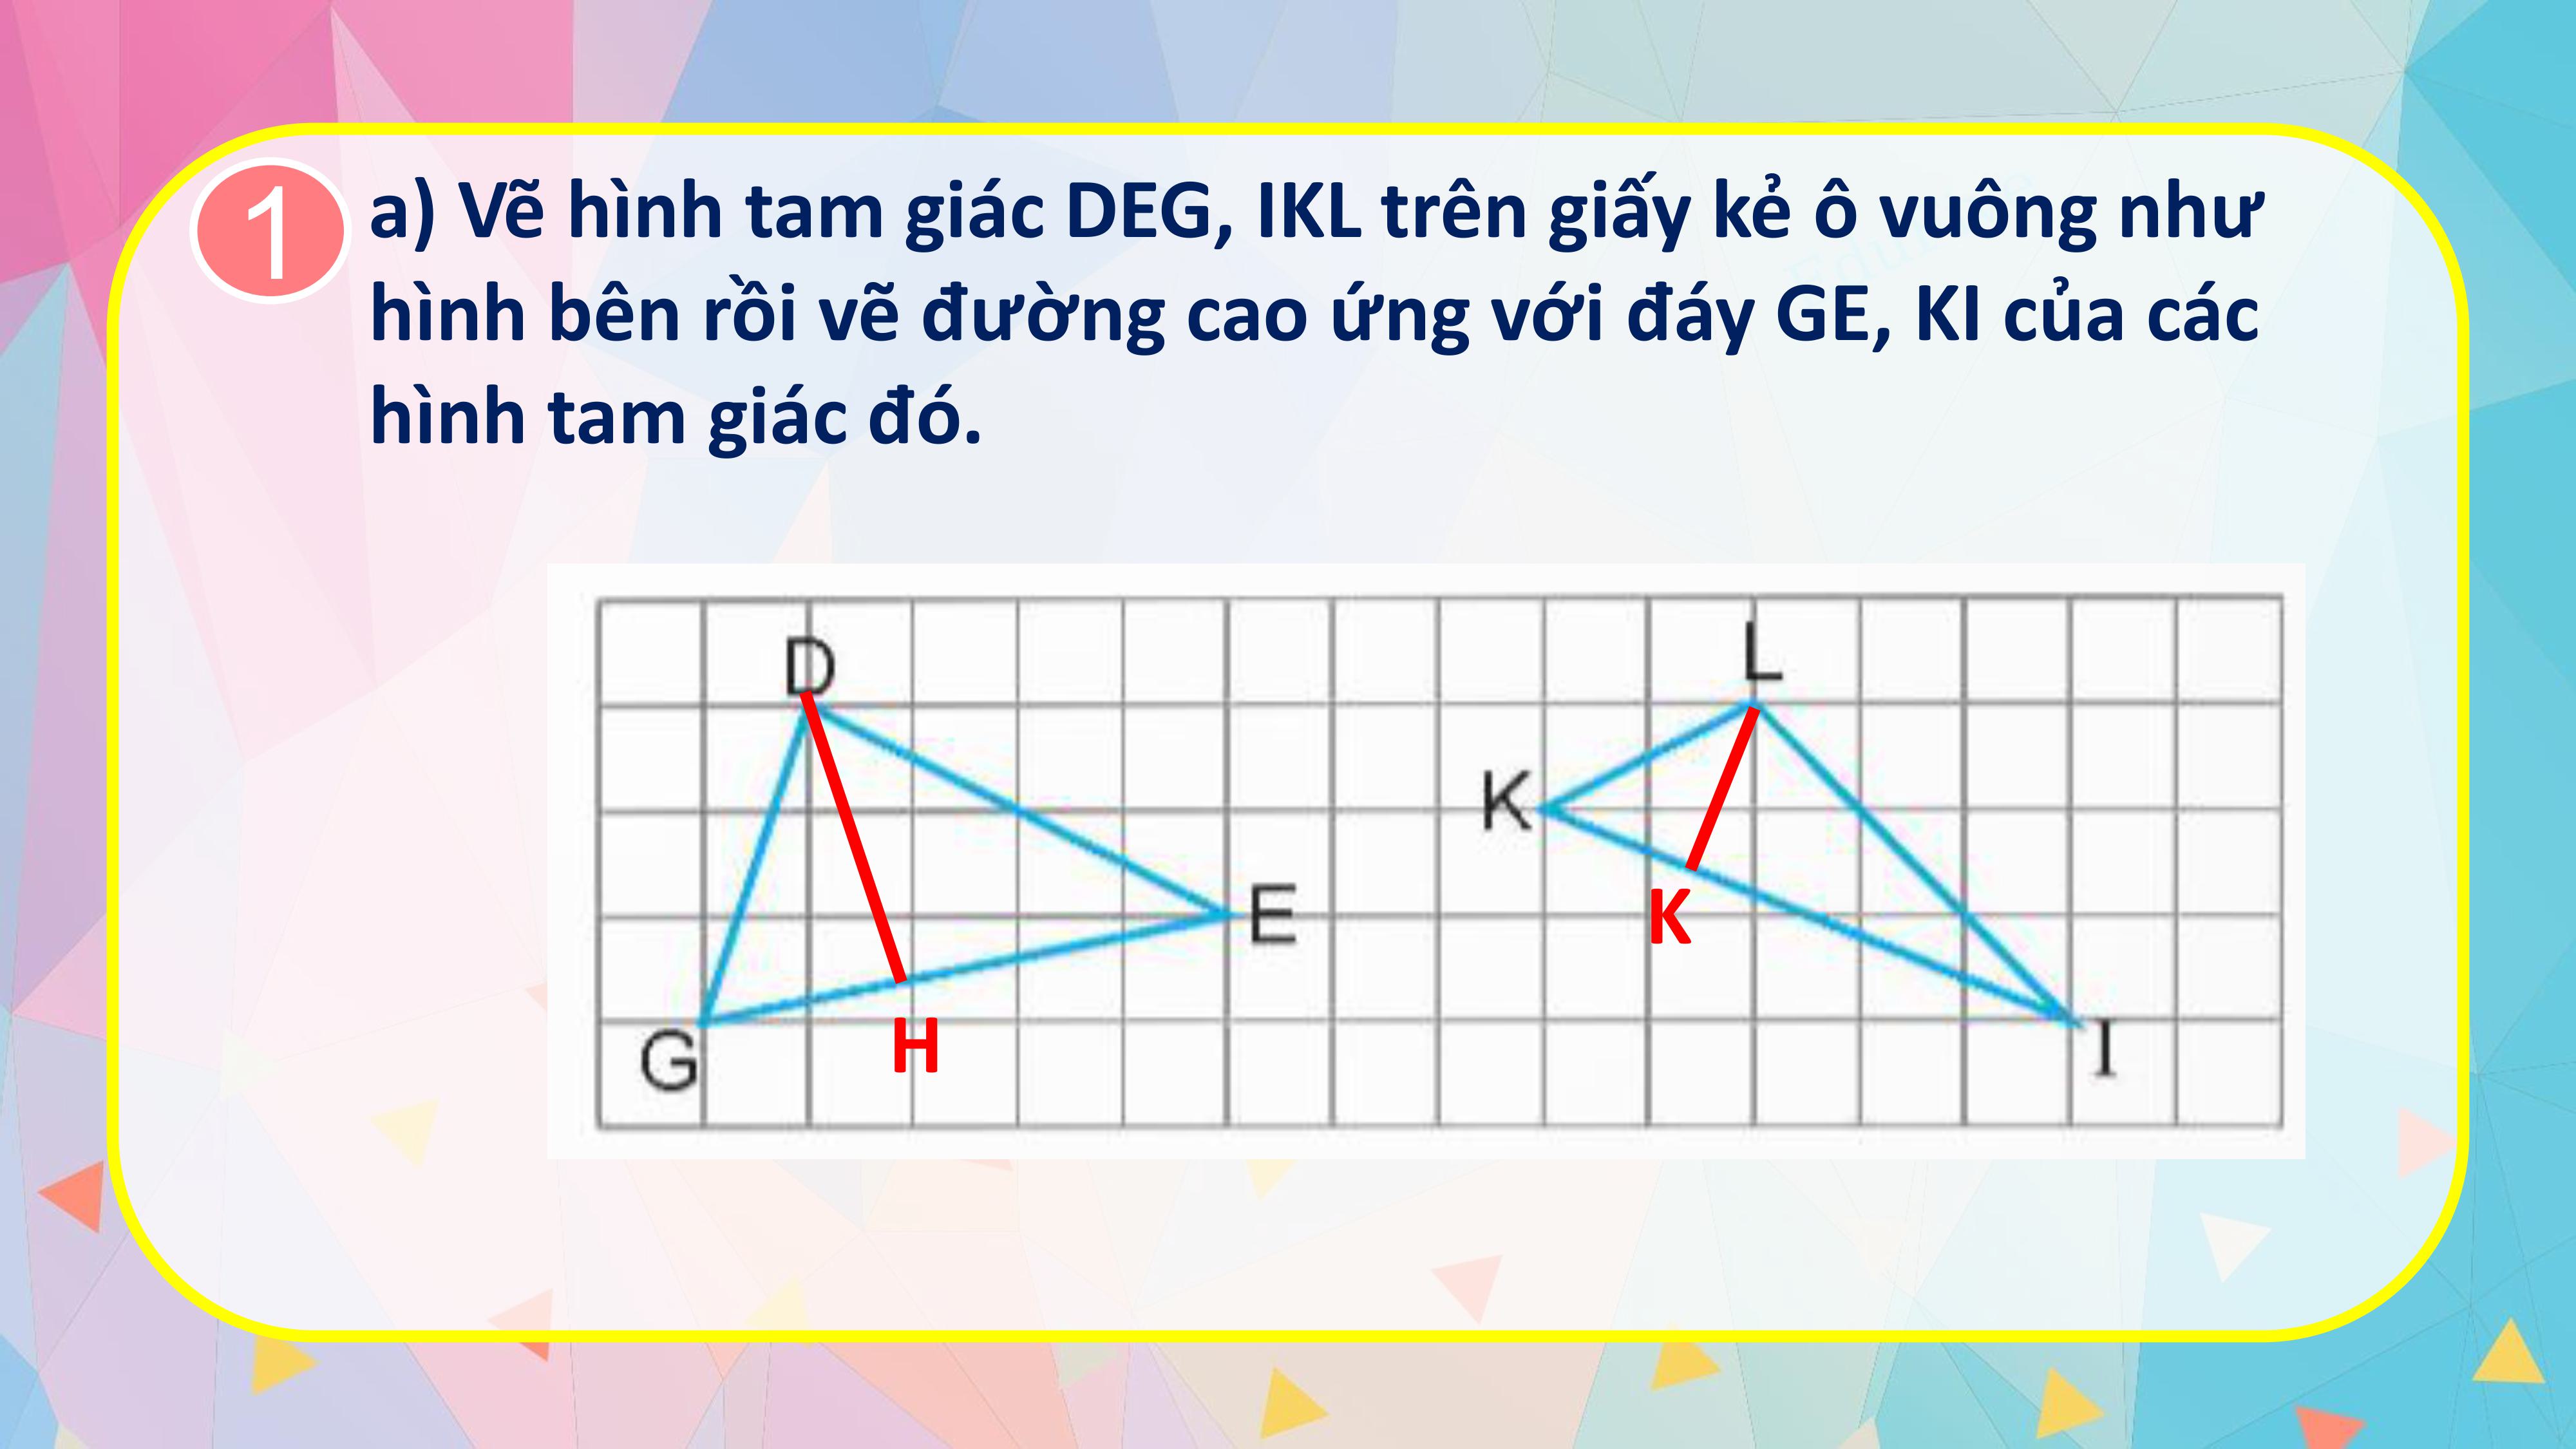 1
a) Vẽ hình tam giác DEG, IKL trên giấy kẻ ô vuông như
hình bên rồi vẽ đường cao ứng với đáy GE, KI của các
hình tam giác đó.
D
L
K
E
K
G
H
I